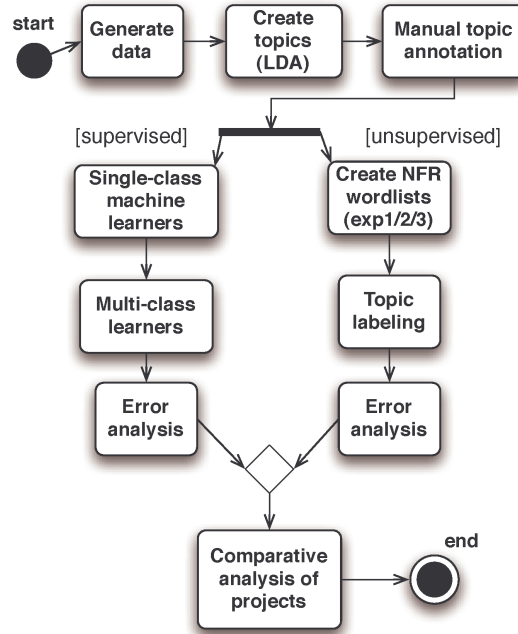 start
Generate
data
Create
topics
(LDA)
Manual topic
annotation
[supervised]
[unsupervised]
Single-class
machine
learners
Create NFR
wordlists
(exp1/2/3)
Multi-class
learners
Topic
labeling
Error
analysis
Error
analysis
Comparative
analysis of
projects
end